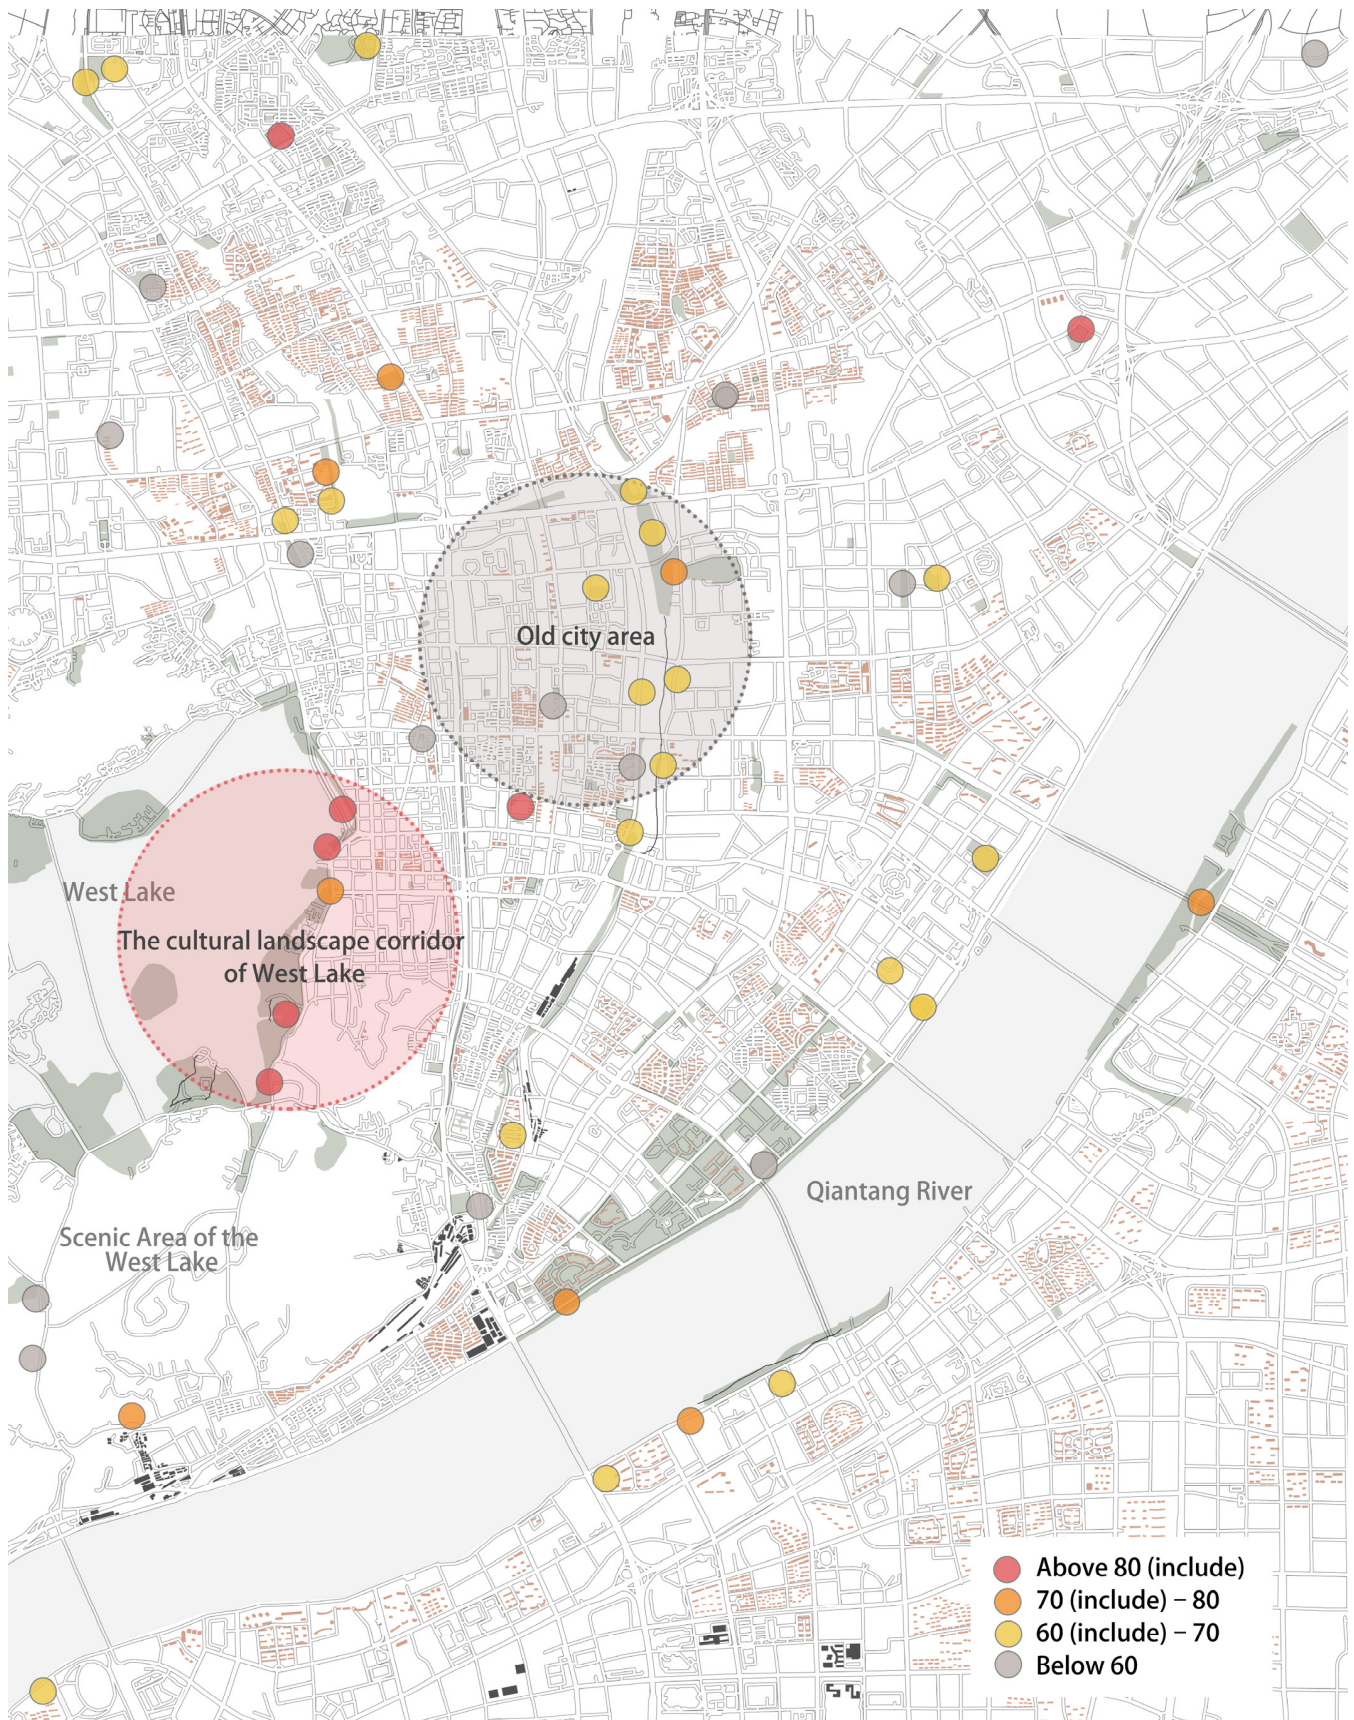 Old city area
West Lake
The cultural landscape corridor
of West Lake
Qiantang River
Scenic Area of the
West Lake
Above 80 (include)
70 (include) – 80
60 (include) – 70
Below 60